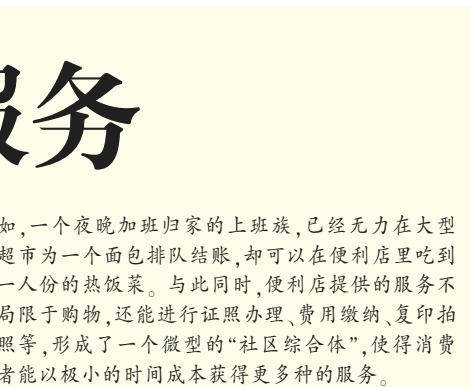 服务
如,一个夜晚加班归家的上班族,已经无力在大型
超市为一个面包排队结账,却可以在便利店里吃到
一人份的热饭菜。与此同时,便利店提供的服务不
局限于购物,还能进行证照办理、费用缴纳、复印拍
照等,形成了一个微型的“社区综合体”,使得消费
者能以极小的时间成本获得更多种的服务。